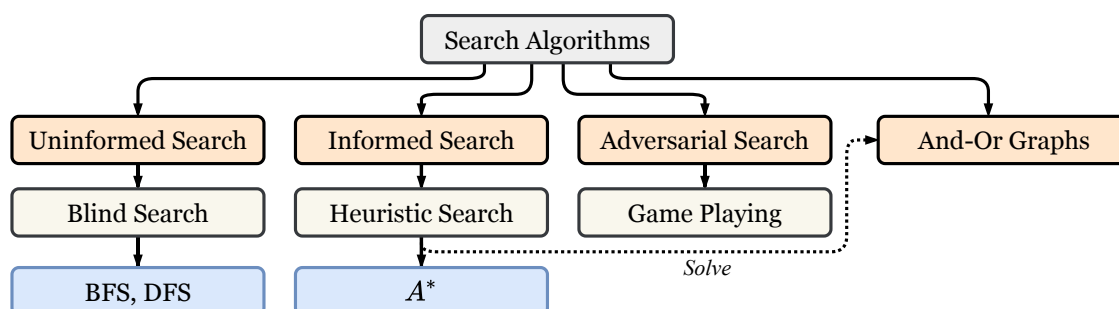 Search Algorithms
Uninformed Search
Informed Search
Adversarial Search
And-Or Graphs
Blind Search
Heuristic Search
Game Playing
Solve
BFS, DFS
A*